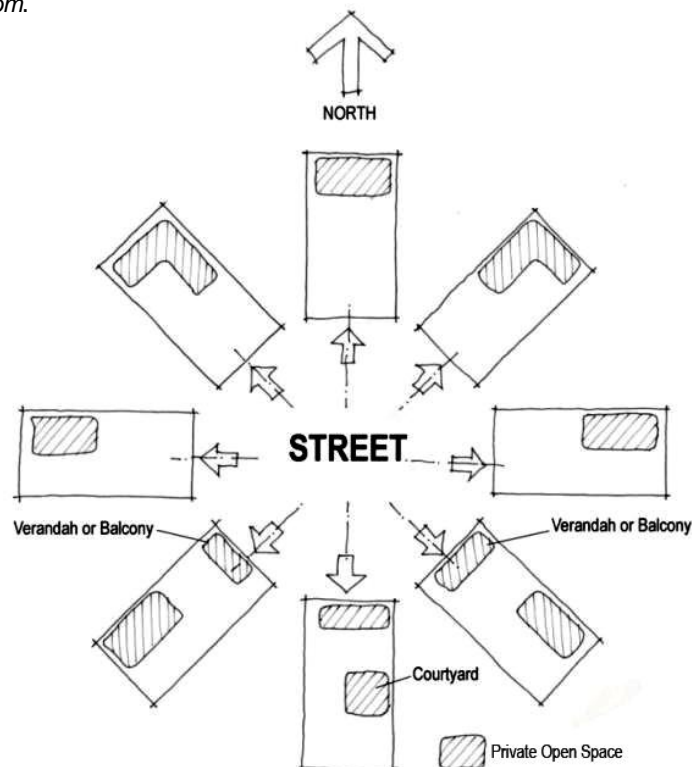 om.
NORTH
STREET
Verandah or Balcony
Verandah or Balcony
Courtyard
Private Open Space